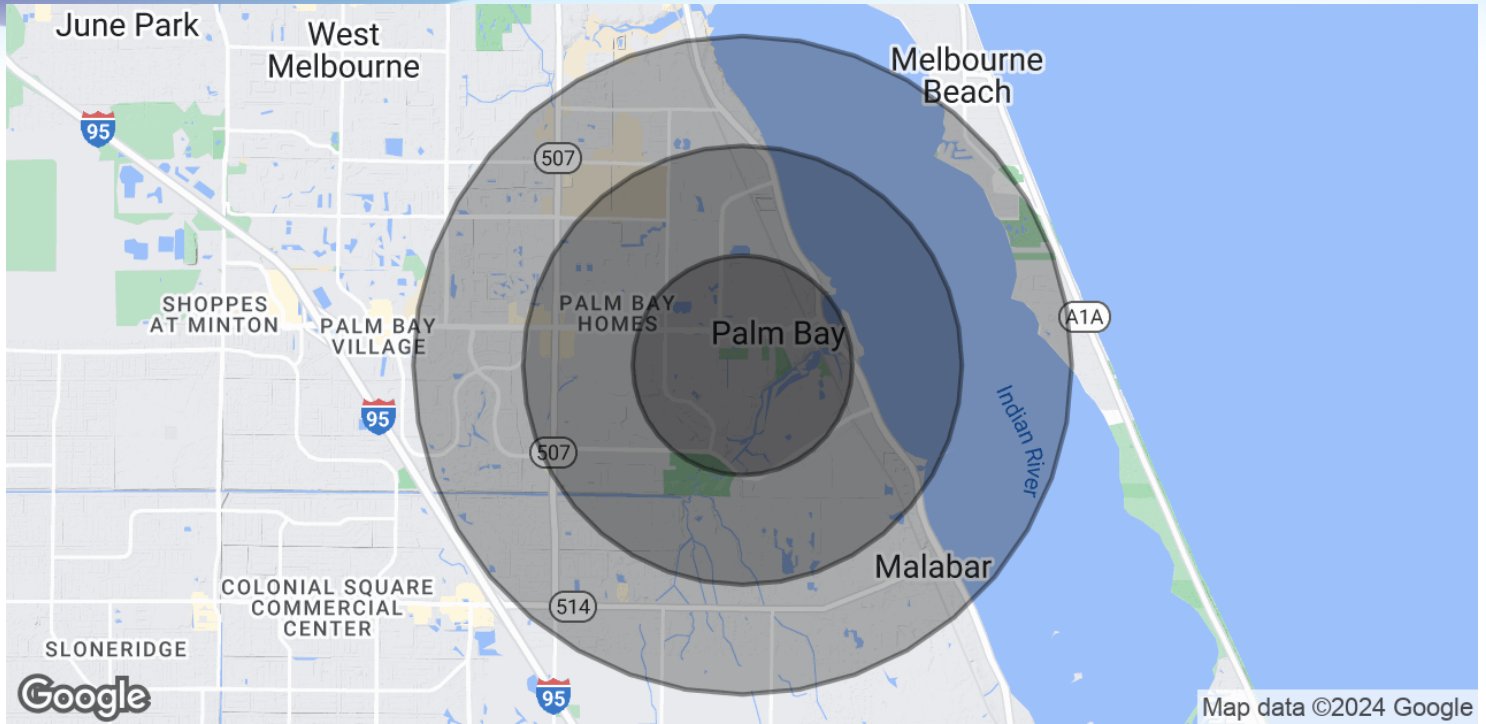 June Park
West
Melbourne
Melbourne
Beach
95
507
SHOPPES
AT MINTON
PALM BAY
VILLAGE
PALM BAY
HOMES
Palm Bay
A1A
95
507
Indian River
Malabar
COLONIAL SQUARE
COMMERCIAL
CENTER
514
SLONERIDGE
95
Google
Map data ©2024 Google